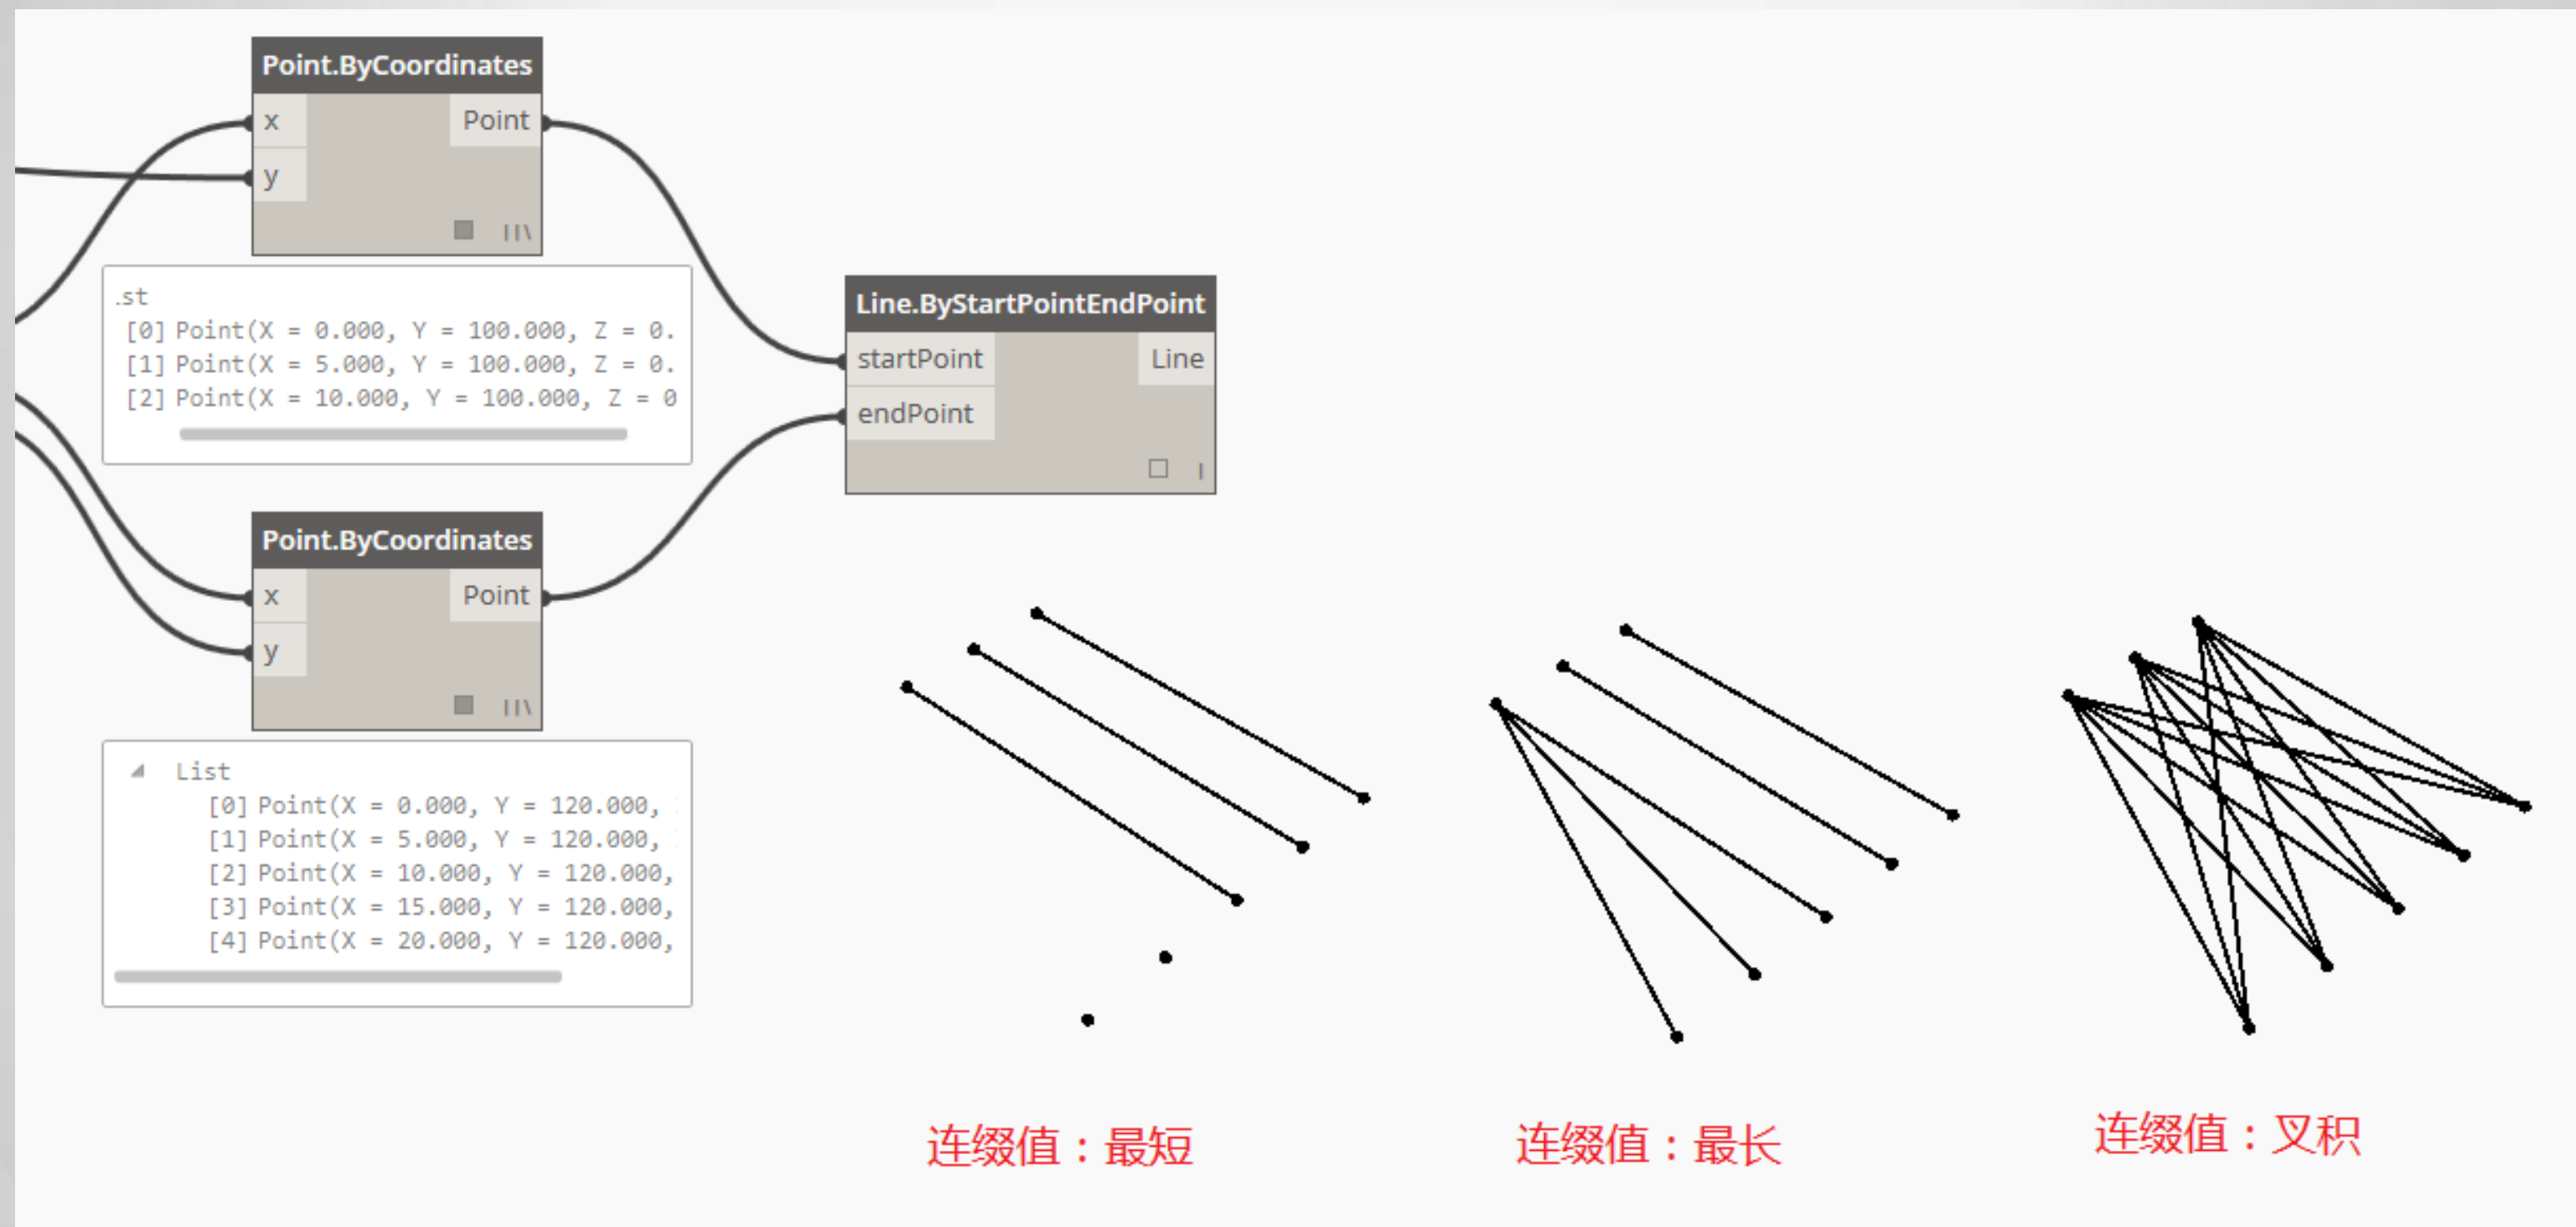 Point.ByCoordinates
x Point
y
.st
[0] Point(X = 0.000, Y = 100.000, Z = 0.
[1] Point(X = 5.000, Y = 100.000, Z = 0.
[2] Point(X = 10.000, Y = 100.000, Z = 0
Line.ByStartPointEndPoint
startPoint Line
endPoint
Point.ByCoordinates
x Point
y
List
[0] Point(X = 0.000, Y = 120.000,
[1] Point(X = 5.000, Y = 120.000,
[2] Point(X = 10.000, Y = 120.000,
[3] Point(X = 15.000, Y = 120.000,
[4] Point(X = 20.000, Y = 120.000,
连缀值：最短
连缀值：最长
连缀值：叉积